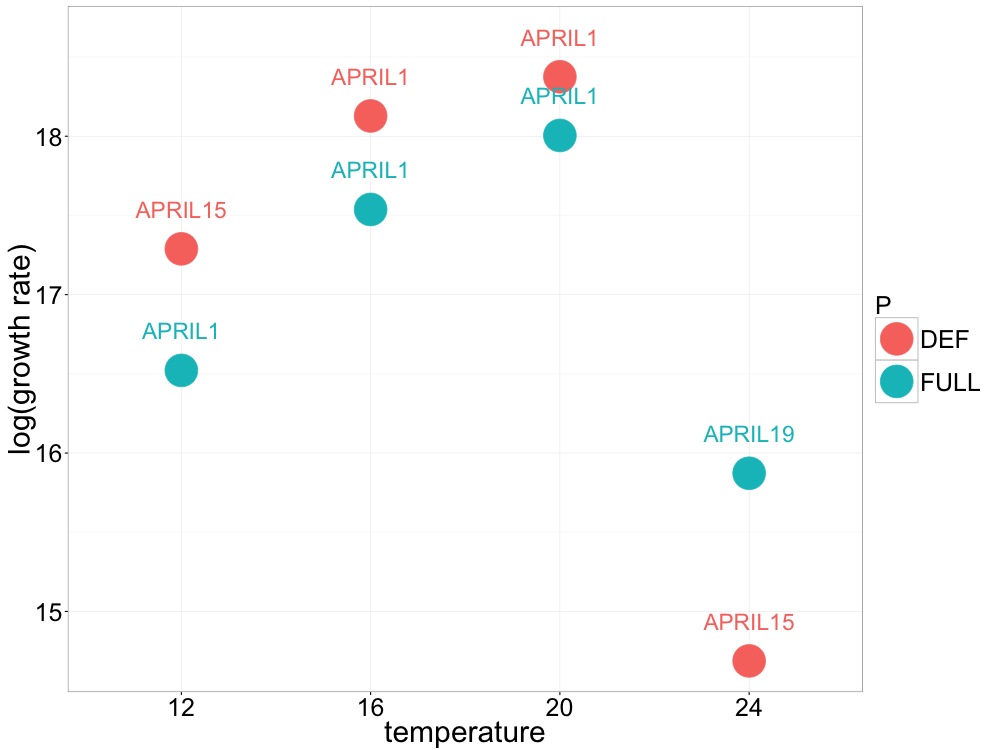 APRIL1
APRIL1
APRIL1
APRIL1
APRIL15
APRIL1
APRIL19
APRIL15
18
17
16
15
log(growth rate)
12
16
20
24
temperature
P
DEF
FULL